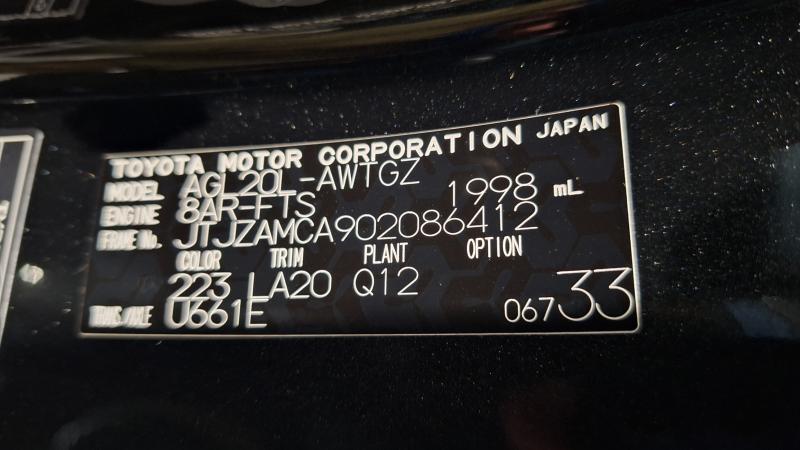 TOYOTA MOTOR CORPORATION JAPAN
MODEL AGL20L-AWTGZ
ENGINE 8AR-FTS 1998 mL
FRAME No. JTJZAMCA902086412
COLOR TRIM PLANT OPTION
223 LA20 Q12
TRANS./AXLE U661E 06733